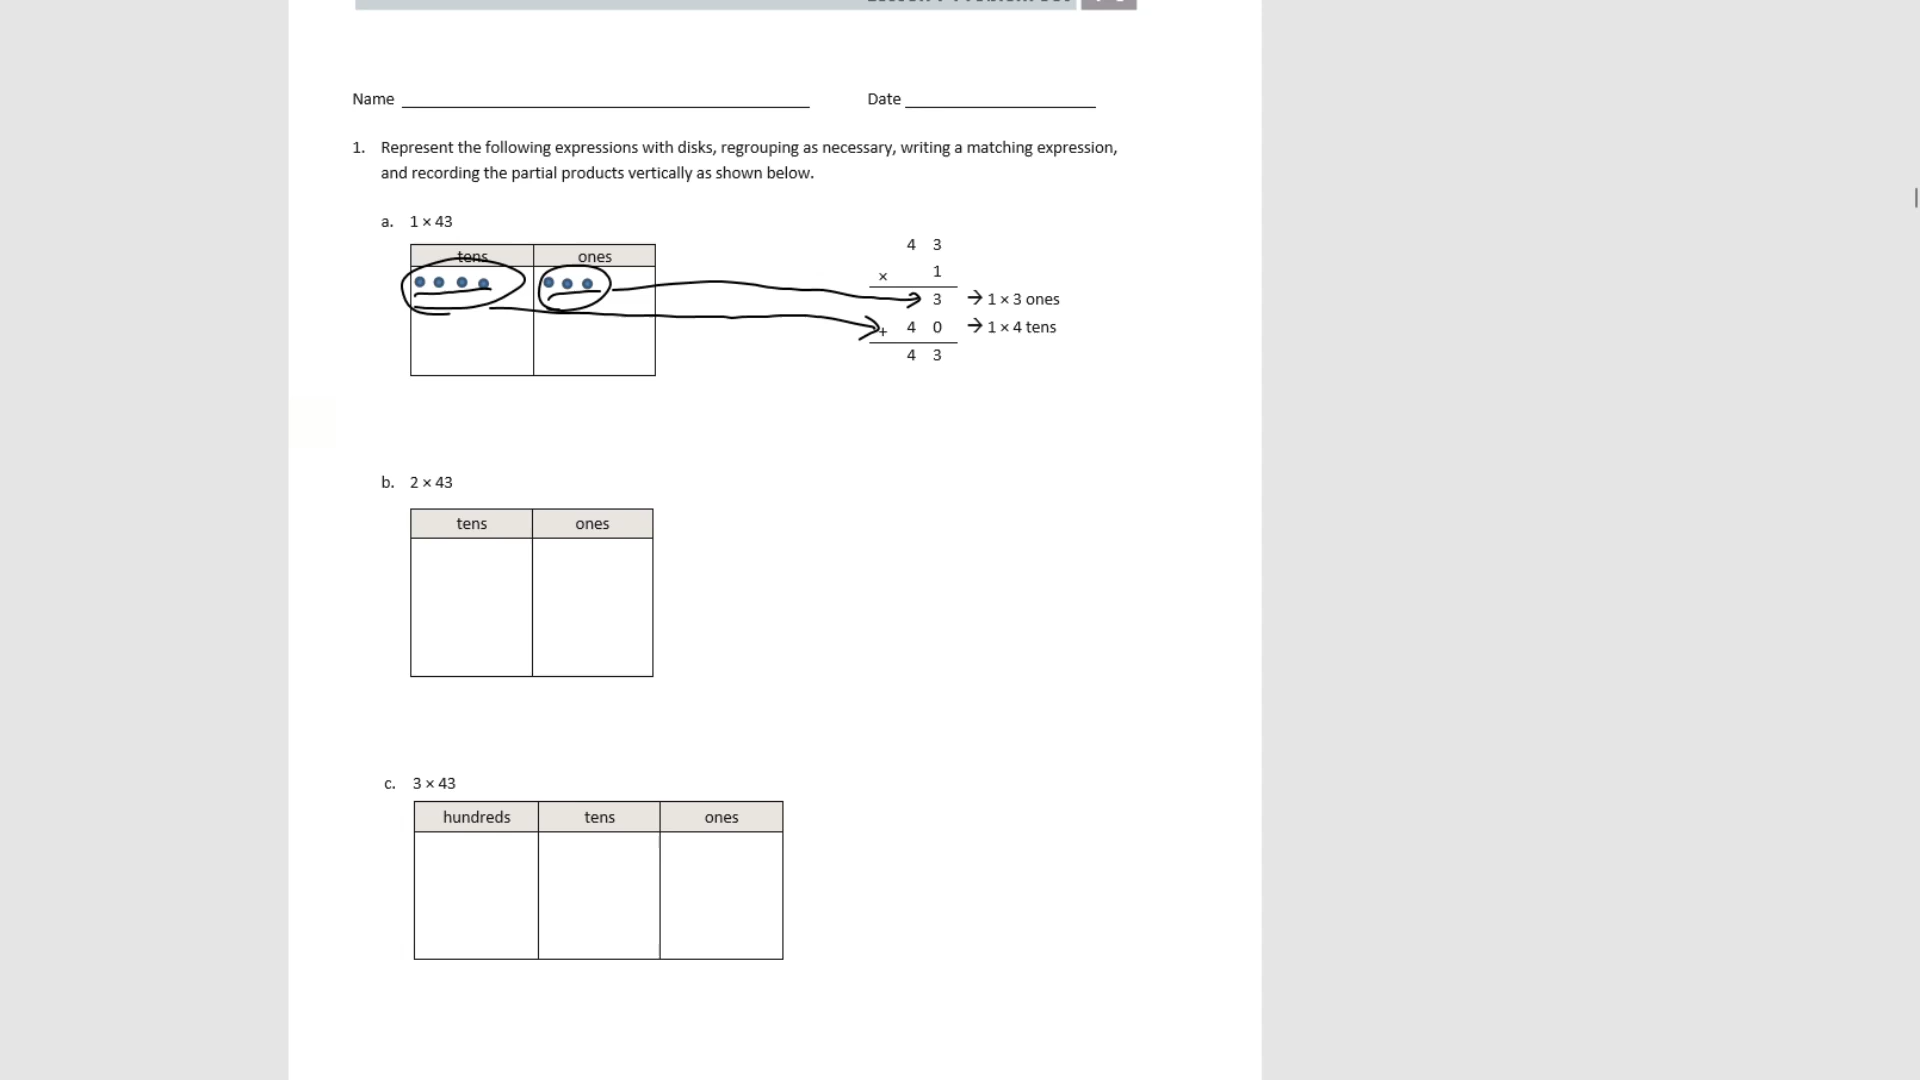 Name Date
1. Represent the following expressions with disks, regrouping as necessary, writing a matching expression,
and recording the partial products vertically as shown below.
a. 1 × 43
tens ones
4 3
× 1
3 → 1 × 3 ones
+ 4 0 → 1 × 4 tens
4 3
b. 2 × 43
tens ones
c. 3 × 43
hundreds tens ones